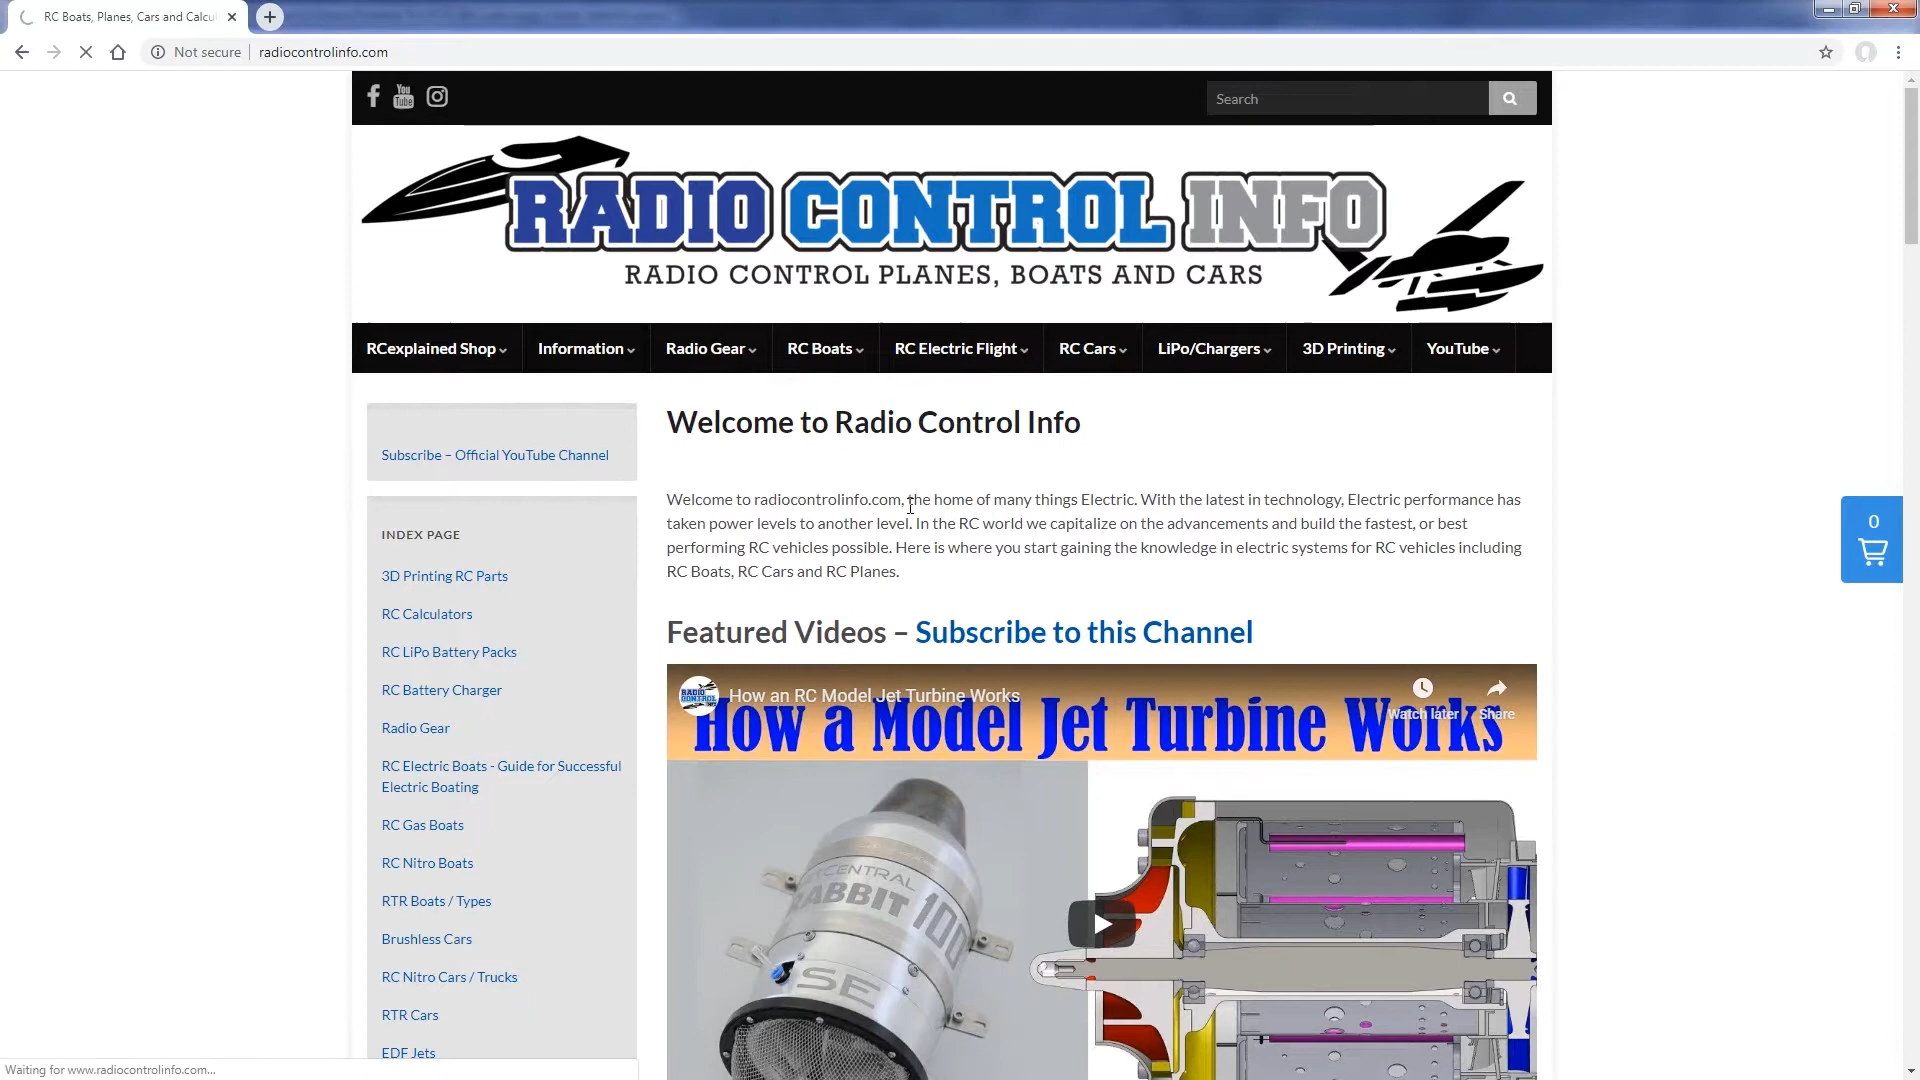 RC Boats, Planes, Cars and Calcu
Not secure
radiocontrolinfo.com
You
Tube
Search
RADIO CONTROL INFO
RADIO CONTROL PLANES, BOATS AND CARS
RCexplained Shop
Information
Radio Gear
RC Boats
RC Electric Flight
RC Cars
LiPo/Chargers
3D Printing
YouTube
Subscribe – Official YouTube Channel
INDEX PAGE
3D Printing RC Parts
RC Calculators
RC LiPo Battery Packs
RC Battery Charger
Radio Gear
RC Electric Boats - Guide for Successful
Electric Boating
RC Gas Boats
RC Nitro Boats
RTR Boats / Types
Brushless Cars
RC Nitro Cars / Trucks
RTR Cars
EDF Jets
Welcome to Radio Control Info
Welcome to radiocontrolinfo.com, the home of many things Electric. With the latest in technology, Electric performance has
taken power levels to another level. In the RC world we capitalize on the advancements and build the fastest, or best
performing RC vehicles possible. Here is where you start gaining the knowledge in electric systems for RC vehicles including
RC Boats, RC Cars and RC Planes.
Featured Videos – Subscribe to this Channel
RADIO
CONTROL
How an RC Model Jet Turbine Works
Watch later
Share
How a Model Jet Turbine Works
JETCENTRAL
RABBIT 100
SE
0
Waiting for www.radiocontrolinfo.com...